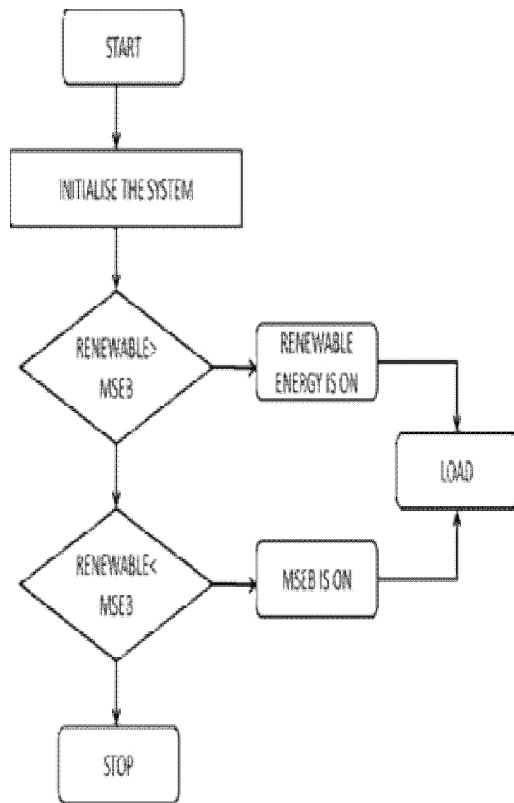 START
INITIALISE THE SYSTEM
RENEWABLE>
MSEB
RENEWABLE
ENERGY IS ON
LOAD
RENEWABLE<
MSEB
MSEB IS ON
STOP